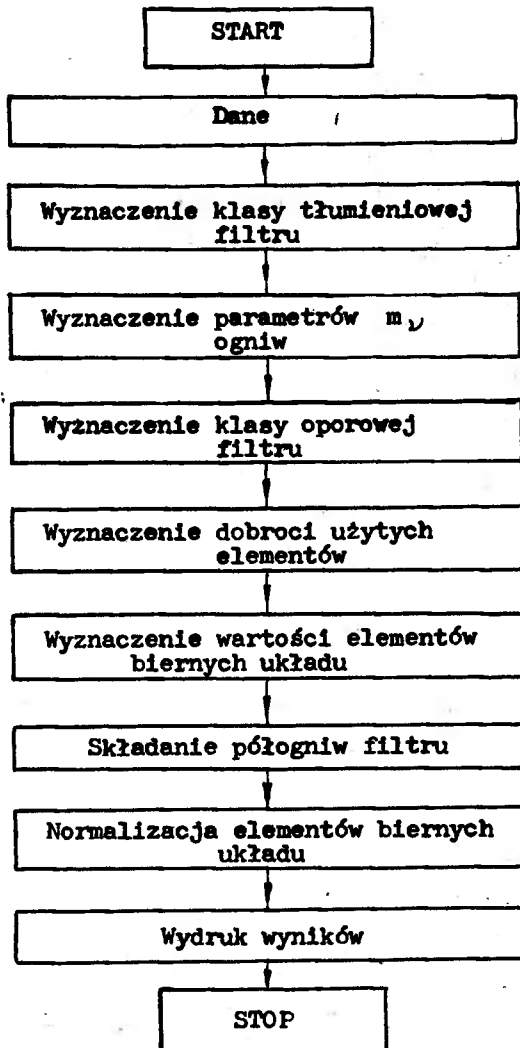 START
Dane
Wyznaczenie klasy tłumieniowej
filtru
Wyznaczenie parametrów m ν
ogniw
Wyznaczenie klasy oporowej
filtru
Wyznaczenie dobroci użytych
elementów
Wyznaczenie wartości elementów
biernych układu
Składanie półogniw filtru
Normalizacja elementów biernych
układu
Wydruk wyników
STOP